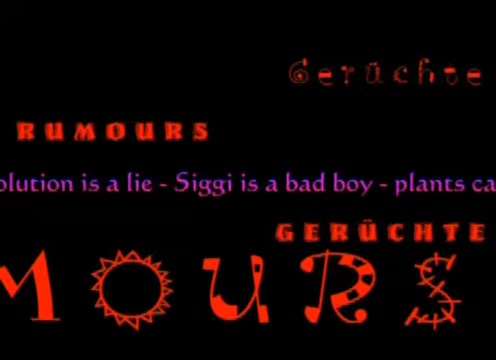 Gerüchte
RUMOURS
olution is a lie - Siggi is a bad boy - plants ca
GERÜCHTE
MOURS